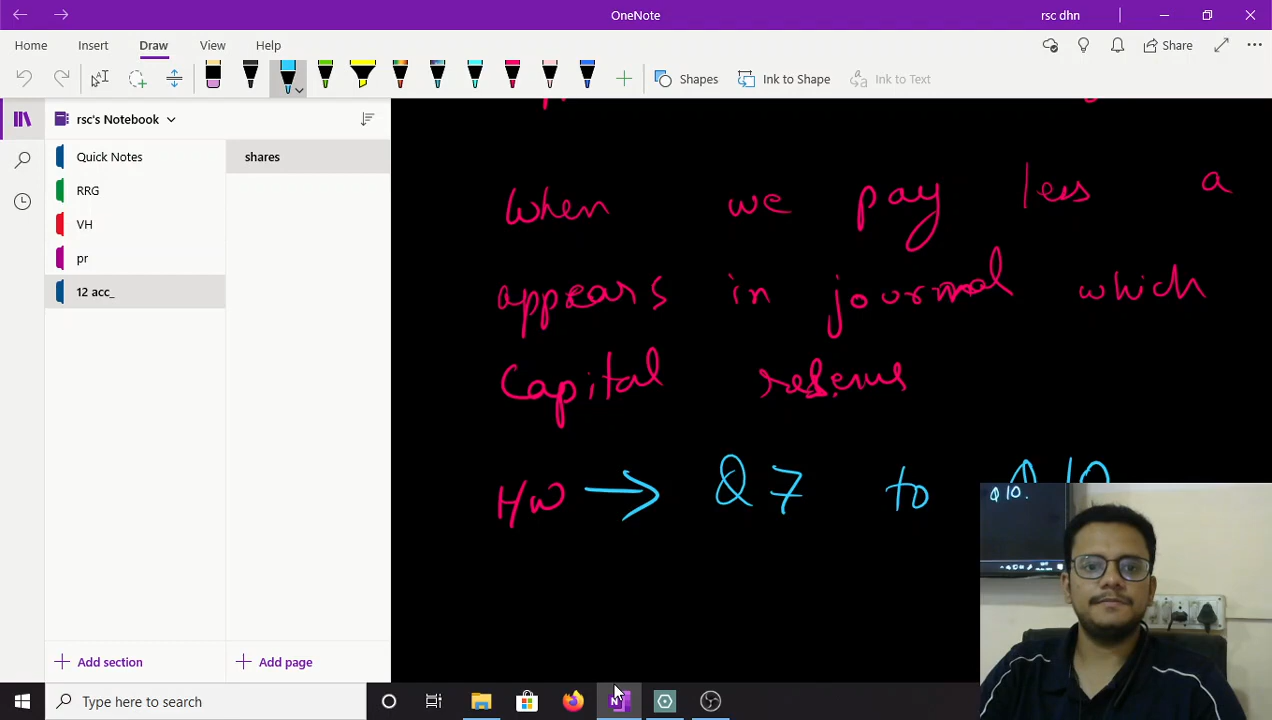 OneNote
rsc dhn
Home Insert Draw View Help
Share
Shapes Ink to Shape Ink to Text
rsc's Notebook
Quick Notes
RRG
VH
pr
12 acc_
shares
When we pay less a
appears in journal which
Capital
HW → Q 7 to Q 10
Q 10.
Add section
Add page
Type here to search